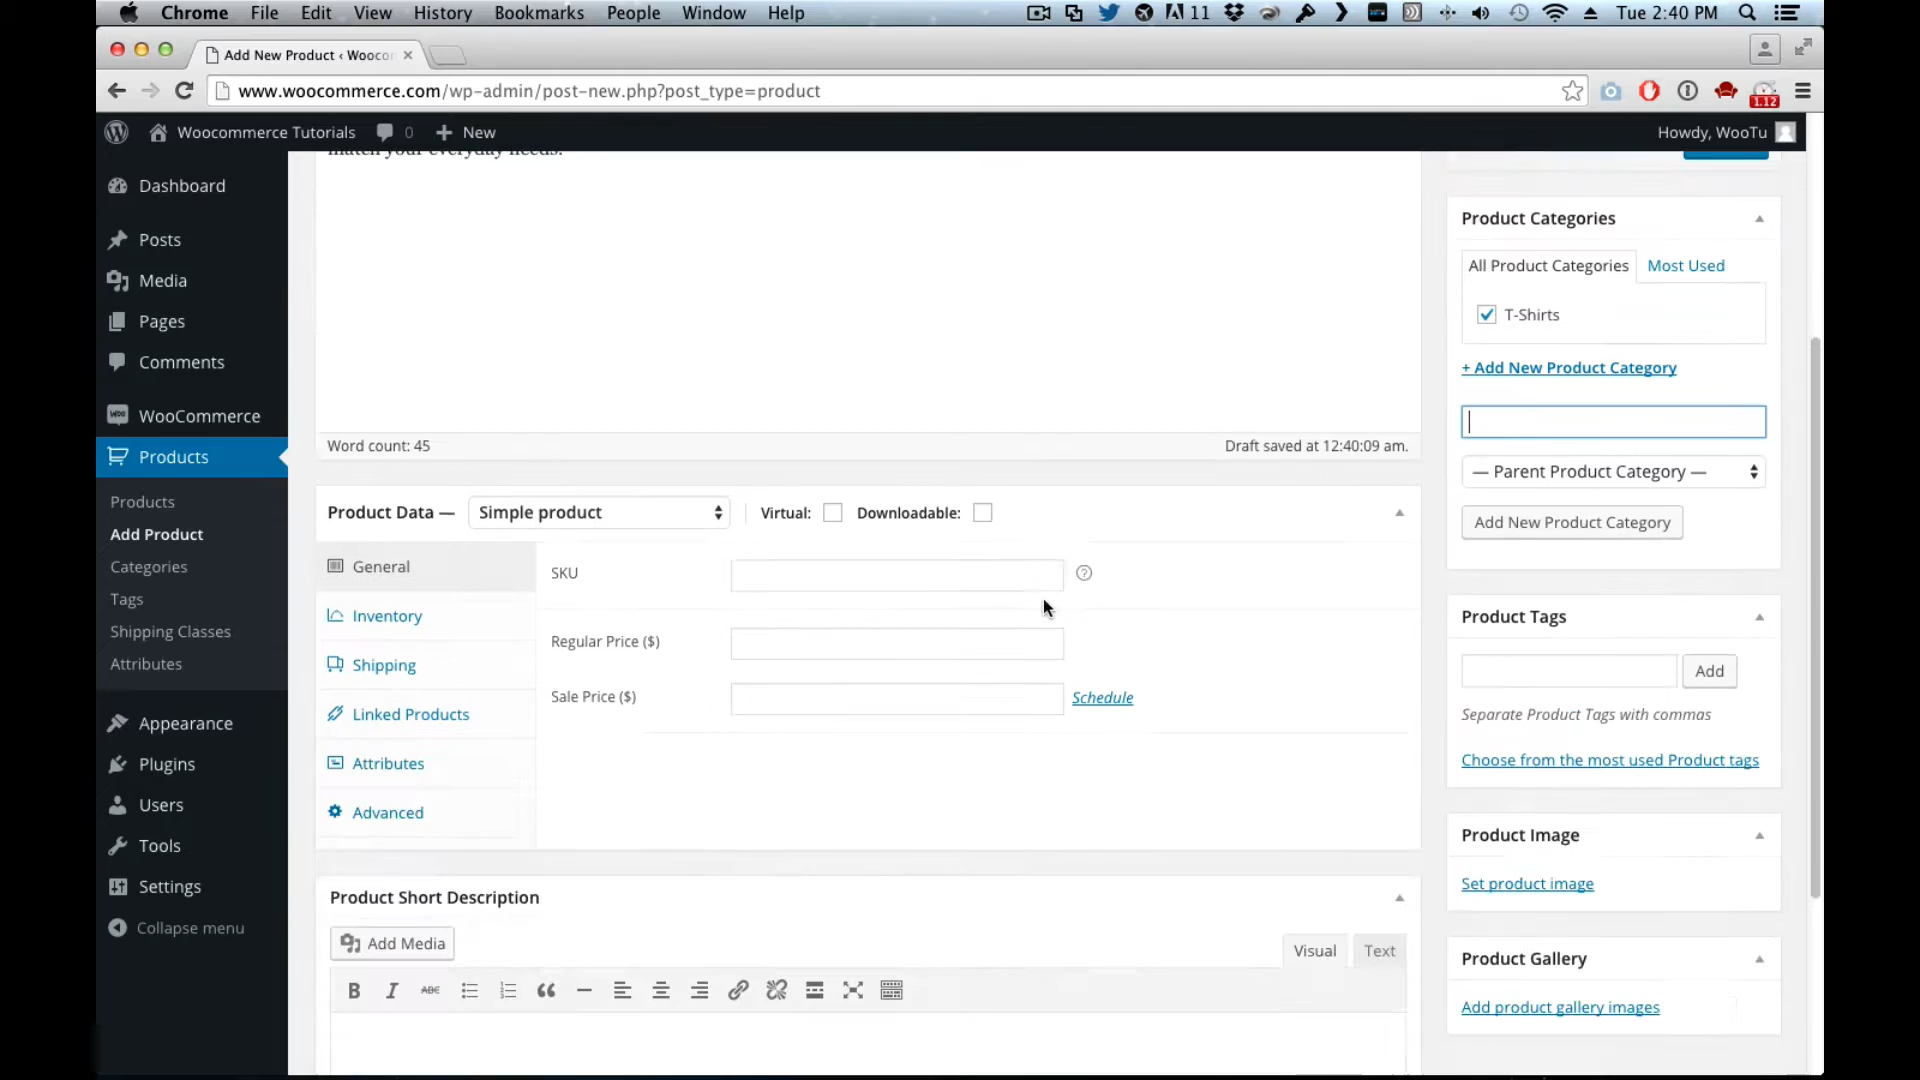 Chrome File Edit View History Bookmarks People Window Help
11
Tue 2:40 PM
Add New Product ‹ Wooco
www.woocommerce.com/wp-admin/post-new.php?post_type=product
1.12
Woocommerce Tutorials 0 + New
Howdy, WooTu
Dashboard
Posts
Media
Pages
Comments
WooCommerce
Products
Products
Add Product
Categories
Tags
Shipping Classes
Attributes
Appearance
Plugins
Users
Tools
Settings
Collapse menu
match your everyday needs.
Word count: 45
Draft saved at 12:40:09 am.
Product Data — Simple product Virtual: Downloadable:
General
Inventory
Shipping
Linked Products
Attributes
Advanced
SKU
Regular Price ($)
Sale Price ($)
Schedule
Product Short Description
Add Media
Visual Text
B I ABC
Product Categories
All Product Categories Most Used
T-Shirts
+ Add New Product Category
— Parent Product Category —
Add New Product Category
Product Tags
Add
Separate Product Tags with commas
Choose from the most used Product tags
Product Image
Set product image
Product Gallery
Add product gallery images